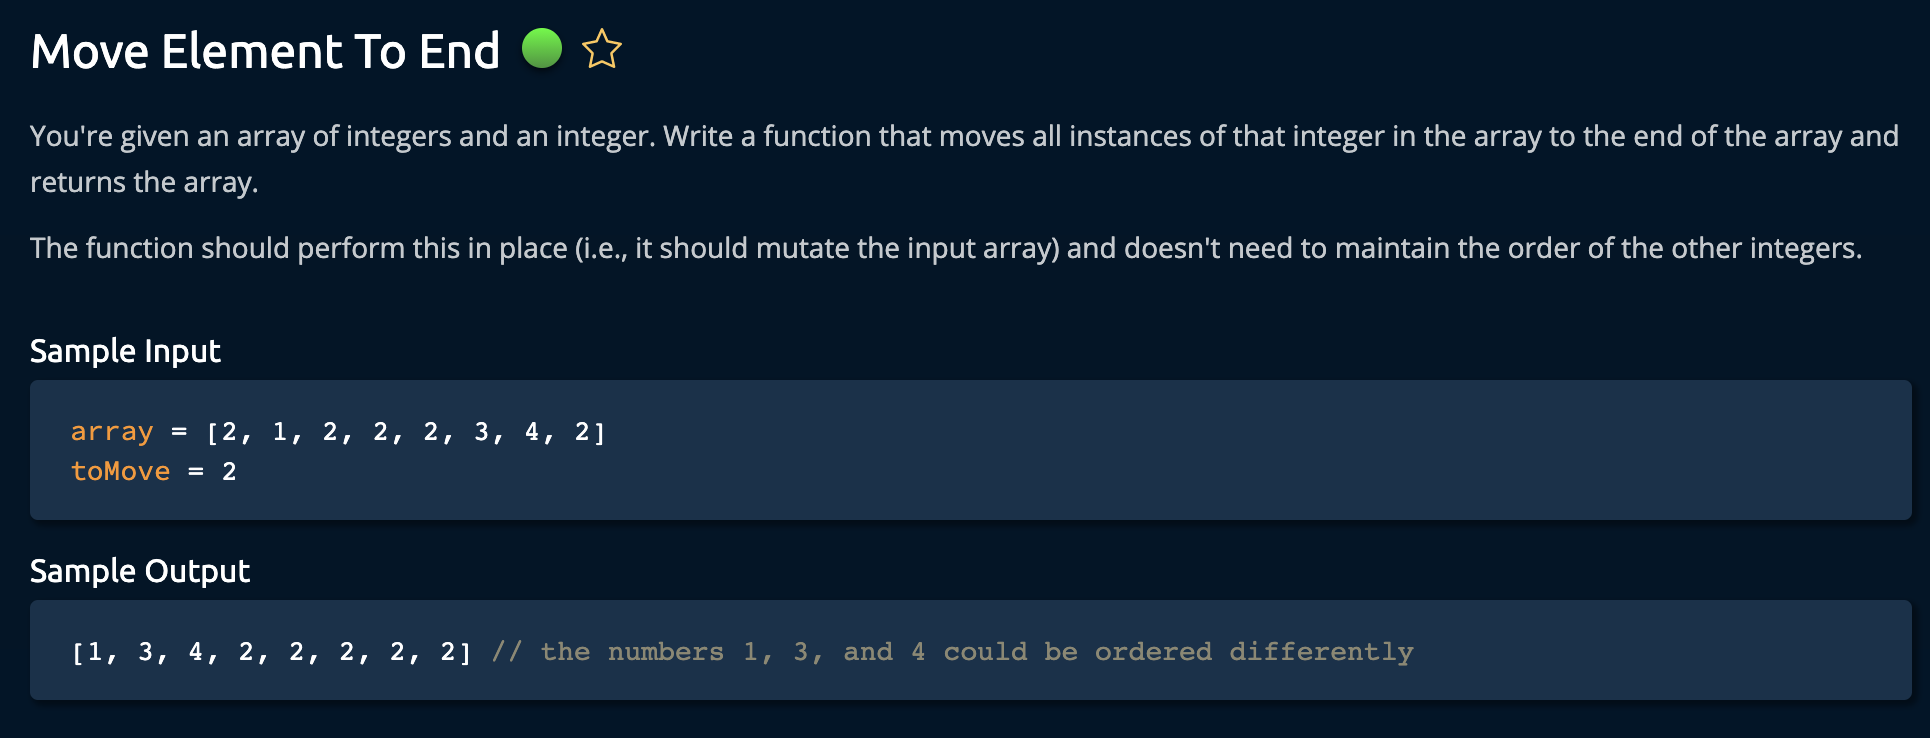 Move Element To End
You're given an array of integers and an integer. Write a function that moves all instances of that integer in the array to the end of the array and
returns the array.
The function should perform this in place (i.e., it should mutate the input array) and doesn't need to maintain the order of the other integers.
Sample Input
array = [2, 1, 2, 2, 2, 3, 4, 2]
toMove = 2
Sample Output
[1, 3, 4, 2, 2, 2, 2, 2] // the numbers 1, 3, and 4 could be ordered differently